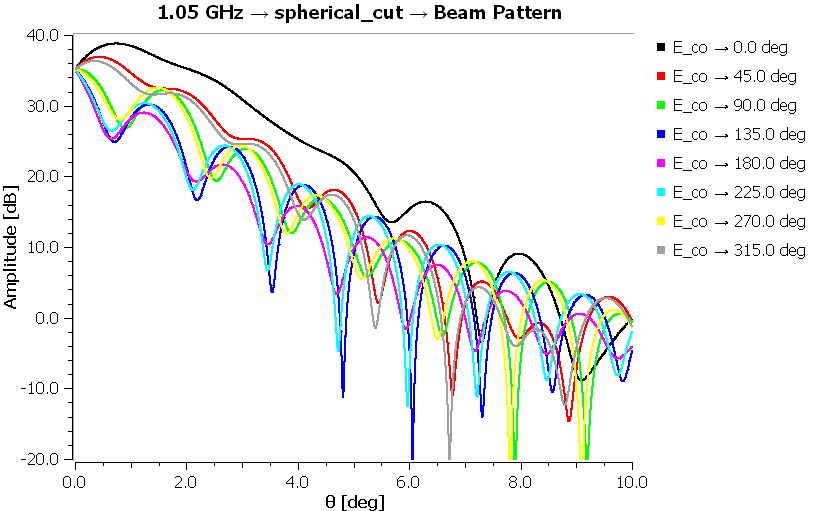 1.05 GHz → spherical_cut → Beam Pattern
40.0
30.0
20.0
10.0
0.0
-10.0
-20.0
Amplitude [dB]
0.0 2.0 4.0 6.0 8.0 10.0
θ [deg]
E_co → 0.0 deg
E_co → 45.0 deg
E_co → 90.0 deg
E_co → 135.0 deg
E_co → 180.0 deg
E_co → 225.0 deg
E_co → 270.0 deg
E_co → 315.0 deg